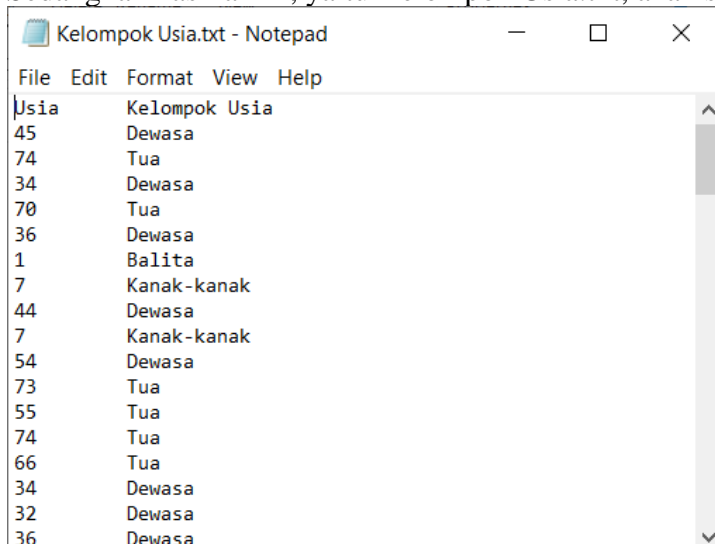 Kelompok Usia.txt - Notepad
File Edit Format View Help
Usia Kelompok Usia
45 Dewasa
74 Tua
34 Dewasa
70 Tua
36 Dewasa
1 Balita
7 Kanak-kanak
44 Dewasa
7 Kanak-kanak
54 Dewasa
73 Tua
55 Tua
74 Tua
66 Tua
34 Dewasa
32 Dewasa
36 Dewasa